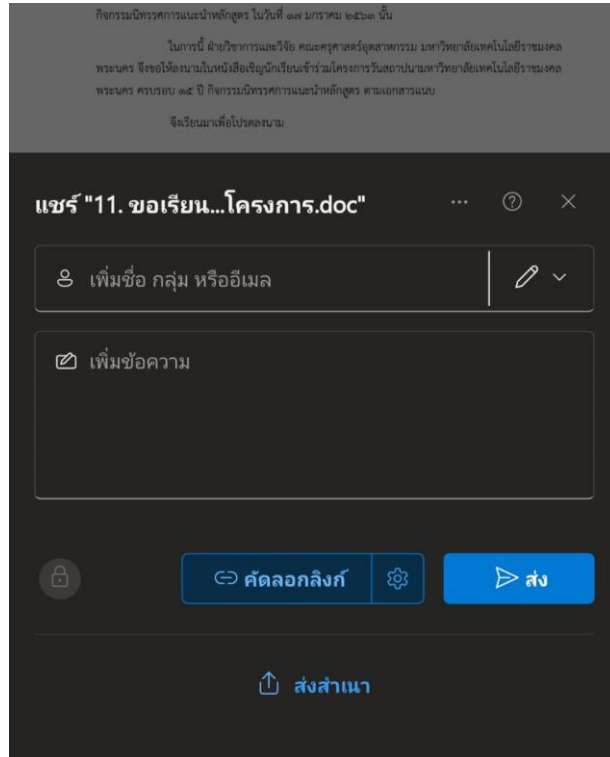 กิจกรรมนิทรรศการแนะนำหลักสูตร ในวันที่ ๑๗ มกราคม ๒๕๖๓ นั้น
ในการนี้ ฝ่ายวิชาการและวิจัย คณะครุศาสตร์อุตสาหกรรม มหาวิทยาลัยเทคโนโลยีราชมงคล
พระนคร จึงขอให้ลงนามในหนังสือเชิญนักเรียนเข้าร่วมโครงการวันสถาปนามหาวิทยาลัยเทคโนโลยีราชมงคล
พระนคร ครบรอบ ๑๕ ปี กิจกรรมนิทรรศการแนะนำหลักสูตร ตามเอกสารแนบ
จึงเรียนมาเพื่อโปรดลงนาม
แชร์ "11. ขอเรียน...โครงการ.doc"
เพิ่มชื่อ กลุ่ม หรืออีเมล
เพิ่มข้อความ
คัดลอกลิงก์
ส่ง
ส่งสำเนา